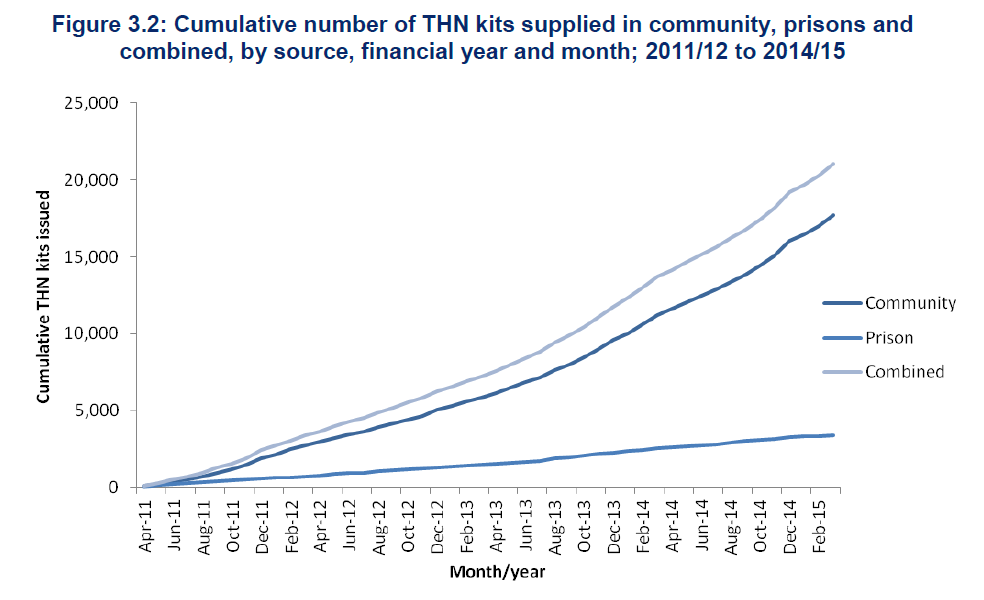 Figure 3.2: Cumulative number of THN kits supplied in community, prisons and
combined, by source, financial year and month; 2011/12 to 2014/15
25,000
20,000
15,000
10,000
5,000
0
Cumulative THN kits issued
Community
Prison
Combined
Apr-11
Jun-11
Aug-11
Oct-11
Dec-11
Feb-12
Apr-12
Jun-12
Aug-12
Oct-12
Dec-12
Feb-13
Apr-13
Jun-13
Aug-13
Oct-13
Dec-13
Feb-14
Apr-14
Jun-14
Aug-14
Oct-14
Dec-14
Feb-15
Month/year